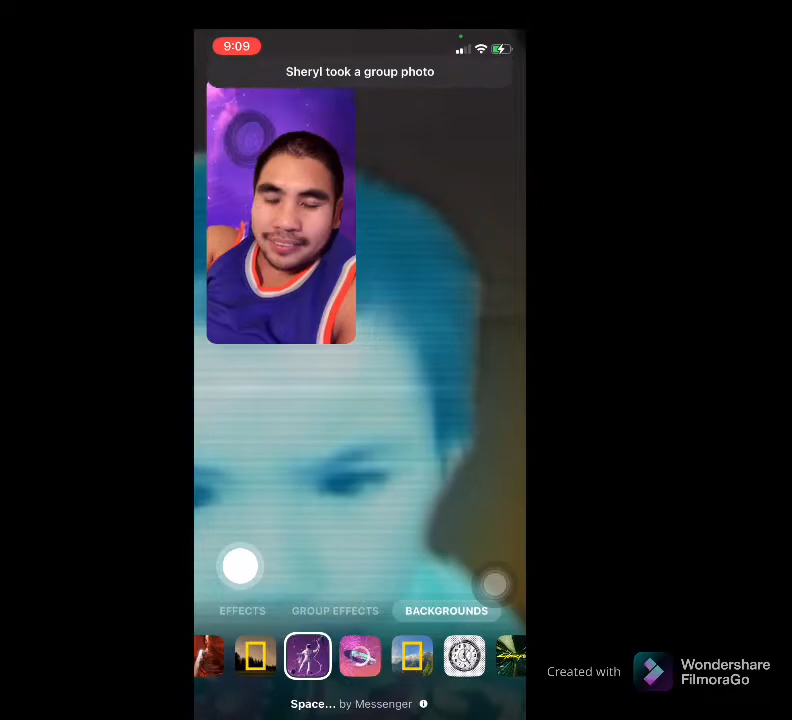 9:09
Sheryl took a group photo
EFFECTS GROUP EFFECTS BACKGROUNDS
Space... by Messenger
Created with Wondershare FilmoraGo